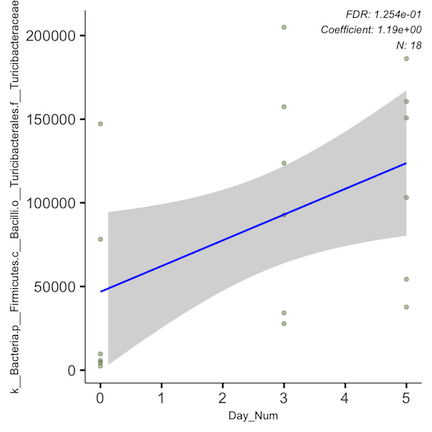 FDR: 1.254e-01
Coefficient: 1.19e+00
N: 18
k__Bacteria.p__Firmicutes.c__Bacilli.o__Turicibacterales.f__Turicibacteraceae
200000
150000
100000
50000
0
0 1 2 3 4 5
Day_Num